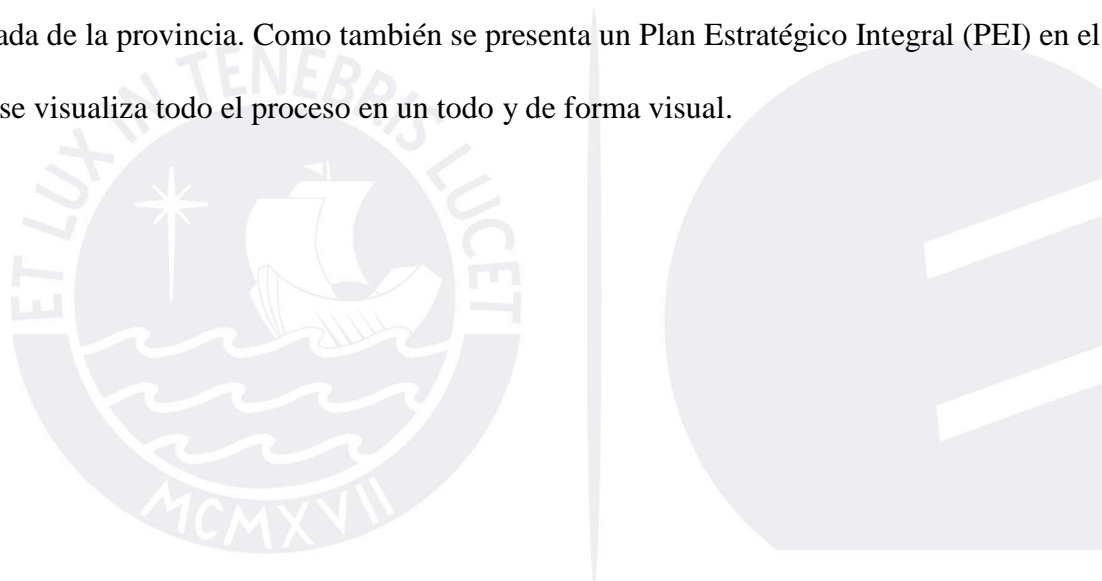 ada de la provincia. Como también se presenta un Plan Estratégico Integral (PEI) en el
se visualiza todo el proceso en un todo y de forma visual.
ET LUX IN TENEBRIS LUCET
MCMXVII